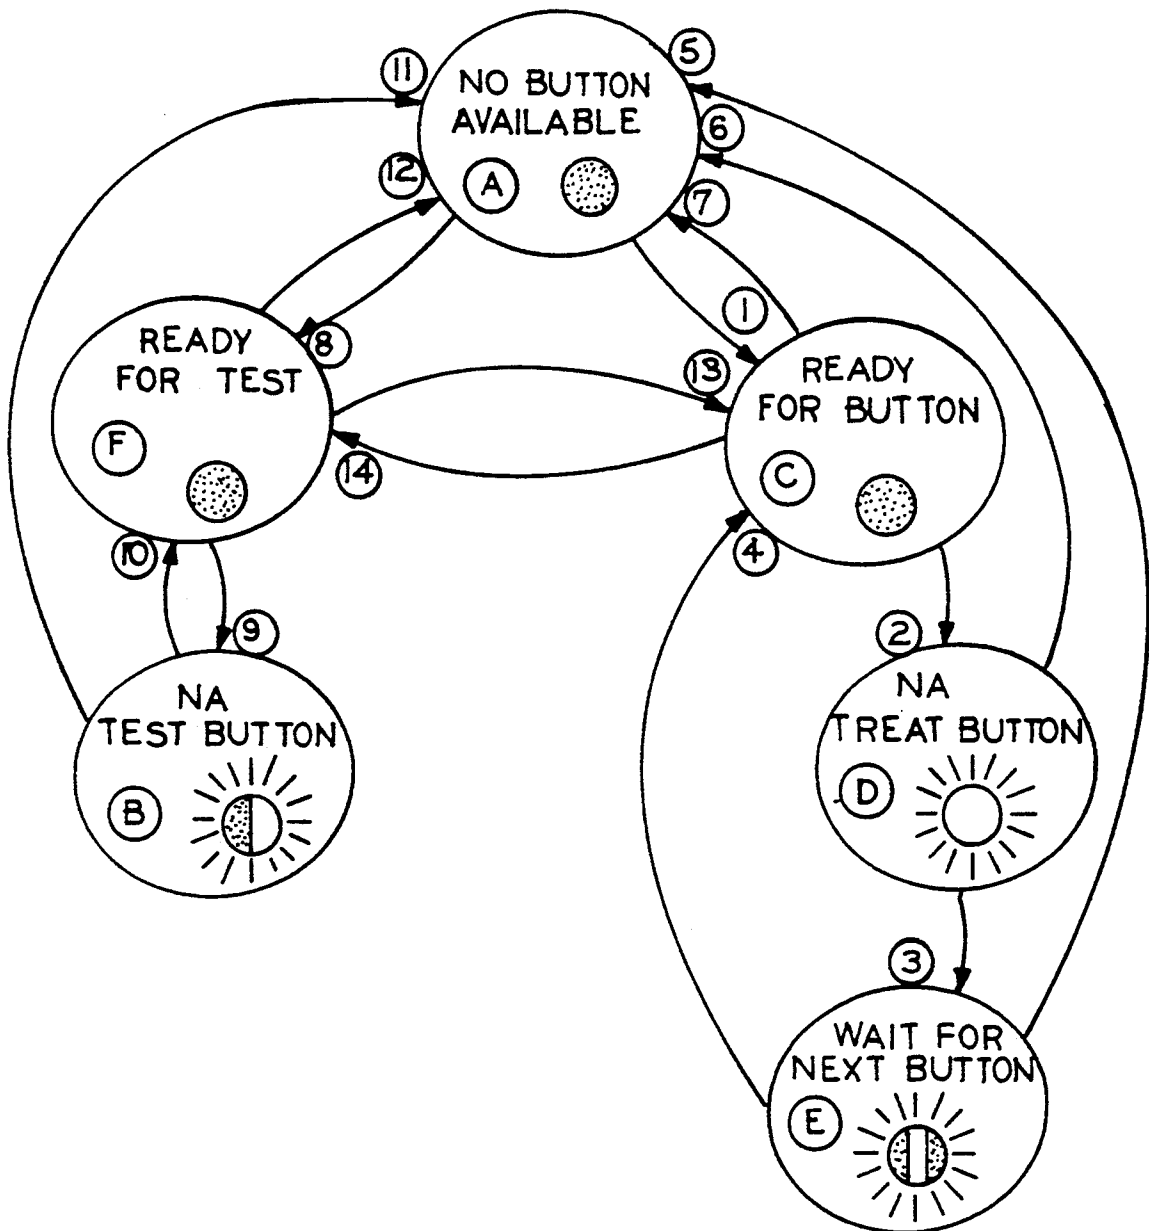 11
5
NO BUTTON
AVAILABLE
6
12
A
7
1
8
READY
FOR TEST
13
READY
FOR BUTTON
F
14
C
10
4
9
2
NA
TEST BUTTON
NA
TREAT BUTTON
B
D
3
WAIT FOR
NEXT BUTTON
E